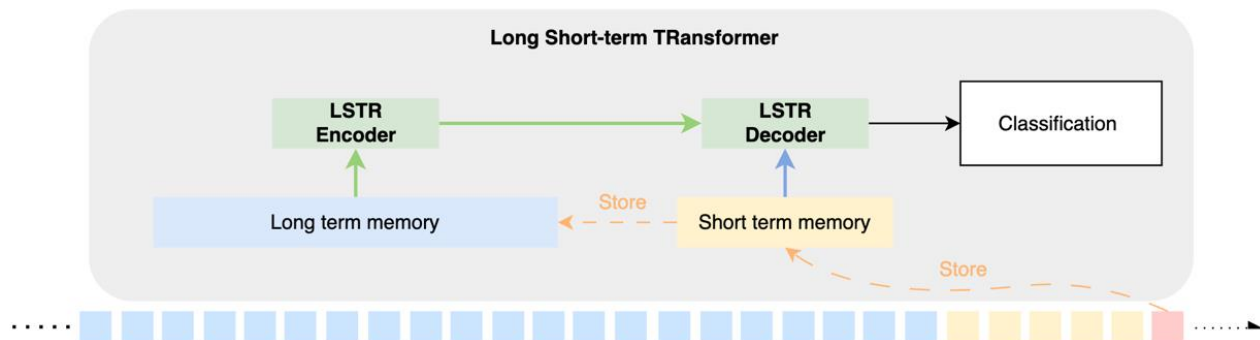 Long Short-term TRansformer
LSTR
Encoder
LSTR
Decoder
Classification
Store
Long term memory
Short term memory
Store